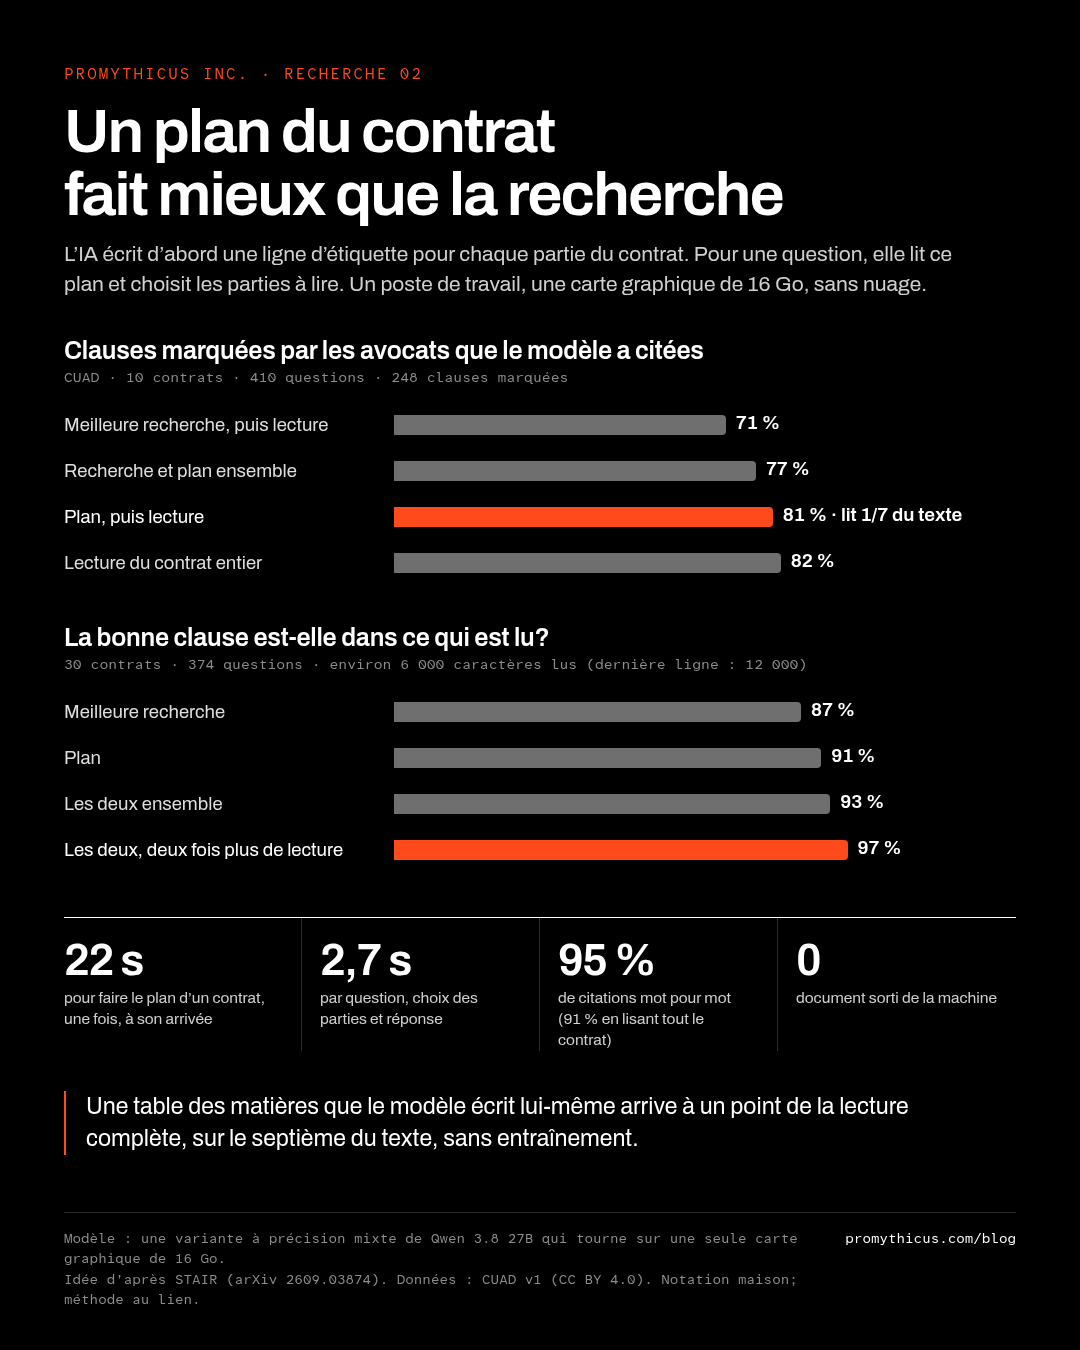 PROMYTHICUS INC. · RECHERCHE 02
Un plan du contrat
fait mieux que la recherche
L’IA écrit d’abord une ligne d’étiquette pour chaque partie du contrat. Pour une question, elle lit ce
plan et choisit les parties à lire. Un poste de travail, une carte graphique de 16 Go, sans nuage.
Clauses marquées par les avocats que le modèle a citées
CUAD · 10 contrats · 410 questions · 248 clauses marquées
Meilleure recherche, puis lecture 71 %
Recherche et plan ensemble 77 %
Plan, puis lecture 81 % · lit 1/7 du texte
Lecture du contrat entier 82 %
La bonne clause est-elle dans ce qui est lu?
30 contrats · 374 questions · environ 6 000 caractères lus (dernière ligne : 12 000)
Meilleure recherche 87 %
Plan 91 %
Les deux ensemble 93 %
Les deux, deux fois plus de lecture 97 %
22 s
pour faire le plan d’un contrat,
une fois, à son arrivée
2,7 s
par question, choix des
parties et réponse
95 %
de citations mot pour mot
(91 % en lisant tout le
contrat)
0
document sorti de la machine
Une table des matières que le modèle écrit lui-même arrive à un point de la lecture
complète, sur le septième du texte, sans entraînement.
Modèle : une variante à précision mixte de Qwen 3.8 27B qui tourne sur une seule carte
graphique de 16 Go.
Idée d'après STAIR (arXiv 2609.03874). Données : CUAD v1 (CC BY 4.0). Notation maison;
méthode au lien.
promythicus.com/blog